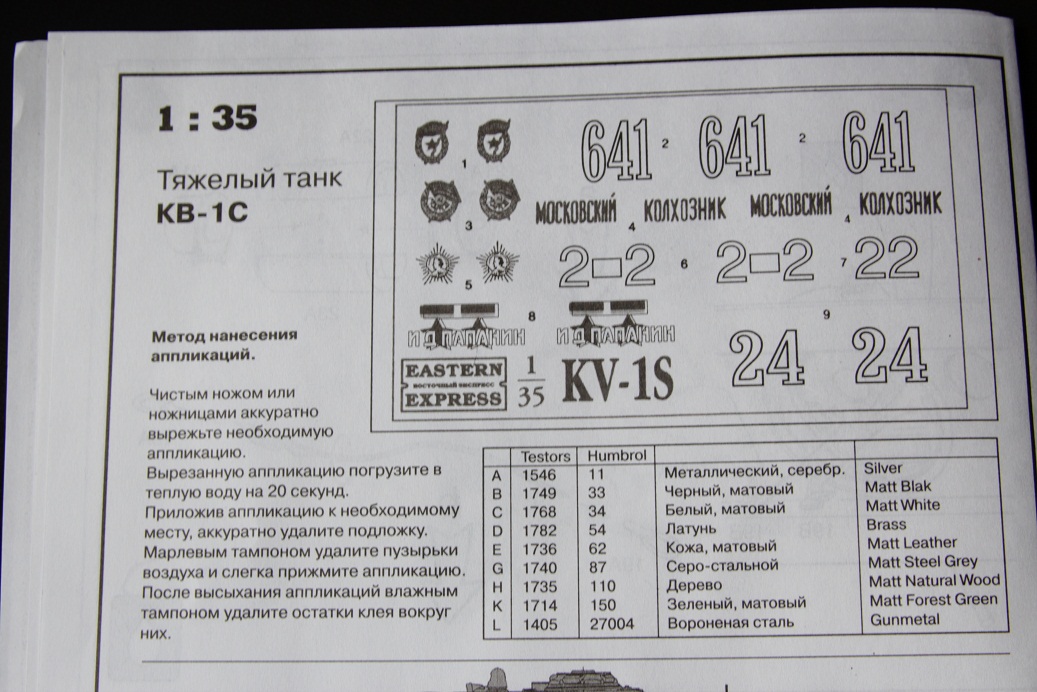 1 : 35
Тяжелый танк
КВ-1С
641 2 641 2 641
1
3
МОСКОВСКИЙ 4 КОЛХОЗНИК МОСКОВСКИЙ 4 КОЛХОЗНИК
5
2 2 6 2 2 7 22
8
И.Д.ПАПАНИН И.Д.ПАПАНИН
9
24 24
EASTERN
восточный экспресс
EXPRESS
1
35
KV-1S
Метод нанесения
аппликаций.
Чистым ножом или
ножницами аккуратно
вырежьте необходимую
аппликацию.
Вырезанную аппликацию погрузите в
теплую воду на 20 секунд.
Приложив аппликацию к необходимому
месту, аккуратно удалите подложку.
Марлевым тампоном удалите пузырьки
воздуха и слегка прижмите аппликацию.
После высыхания аппликаций влажным
тампоном удалите остатки клея вокруг
них.
Testors Humbrol
A 1546 11 Металлический, серебр. Silver
B 1749 33 Черный, матовый Matt Blak
C 1768 34 Белый, матовый Matt White
D 1782 54 Латунь Brass
E 1736 62 Кожа, матовый Matt Leather
G 1740 87 Серо-стальной Matt Steel Grey
H 1735 110 Дерево Matt Natural Wood
K 1714 150 Зеленый, матовый Matt Forest Green
L 1405 27004 Вороненая сталь Gunmetal